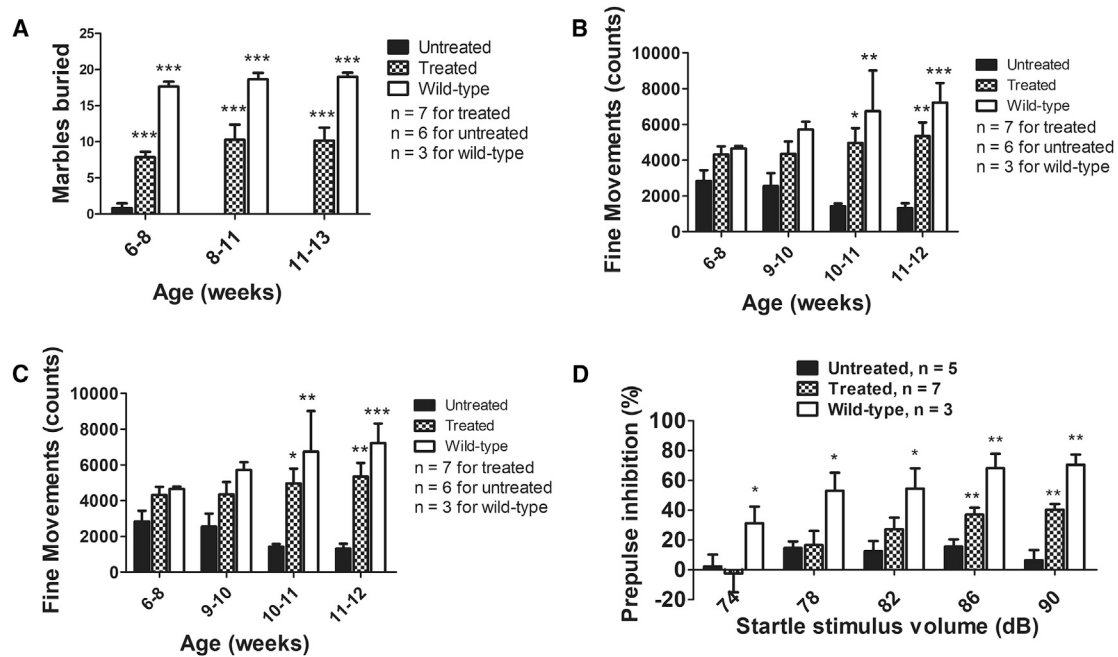 A
Marbles buried
25
20
15
10
5
0
***
***
***
***
***
***
6-8
8-11
11-13
Age (weeks)
Untreated
Treated
Wild-type
n = 7 for treated
n = 6 for untreated
n = 3 for wild-type
B
Fine Movements (counts)
10000
8000
6000
4000
2000
0
*
**
**
***
6-8
9-10
10-11
11-12
Age (weeks)
Untreated
Treated
Wild-type
n = 7 for treated
n = 6 for untreated
n = 3 for wild-type
C
Fine Movements (counts)
10000
8000
6000
4000
2000
0
*
**
**
***
6-8
9-10
10-11
11-12
Age (weeks)
Untreated
Treated
Wild-type
n = 7 for treated
n = 6 for untreated
n = 3 for wild-type
D
Untreated, n = 5
Treated, n = 7
Wild-type, n = 3
Prepulse inhibition (%)
100
80
60
40
20
0
-20
*
*
*
**
**
**
**
74
78
82
86
90
Startle stimulus volume (dB)